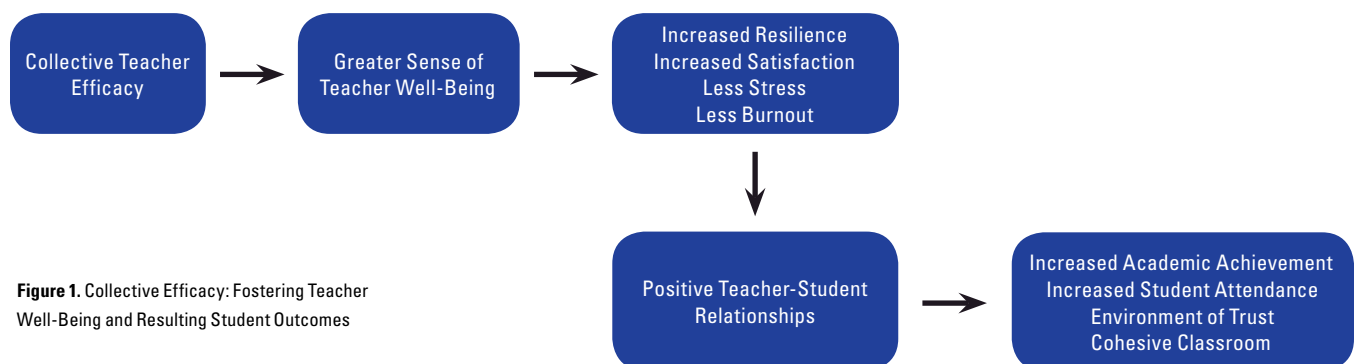 Collective Teacher
Efficacy
Greater Sense of
Teacher Well-Being
Increased Resilience
Increased Satisfaction
Less Stress
Less Burnout
Positive Teacher-Student
Relationships
Increased Academic Achievement
Increased Student Attendance
Environment of Trust
Cohesive Classroom
Figure 1. Collective Efficacy: Fostering Teacher
Well-Being and Resulting Student Outcomes